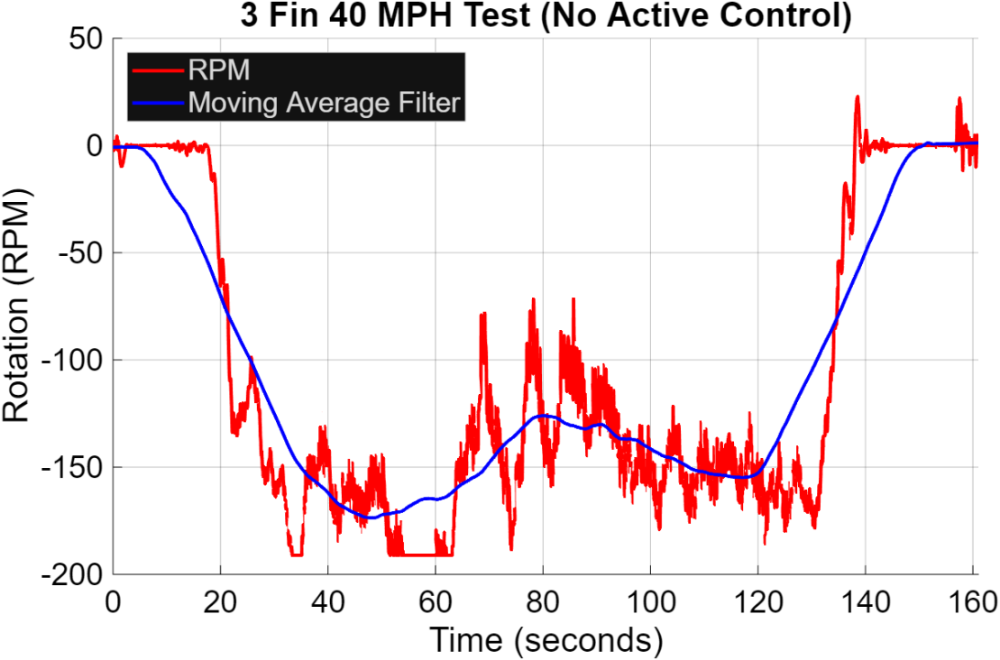 3 Fin 40 MPH Test (No Active Control)
50
RPM
Moving Average Filter
0
-50
-100
-150
-200
Rotation (RPM)
0 20 40 60 80 100 120 140 160
Time (seconds)